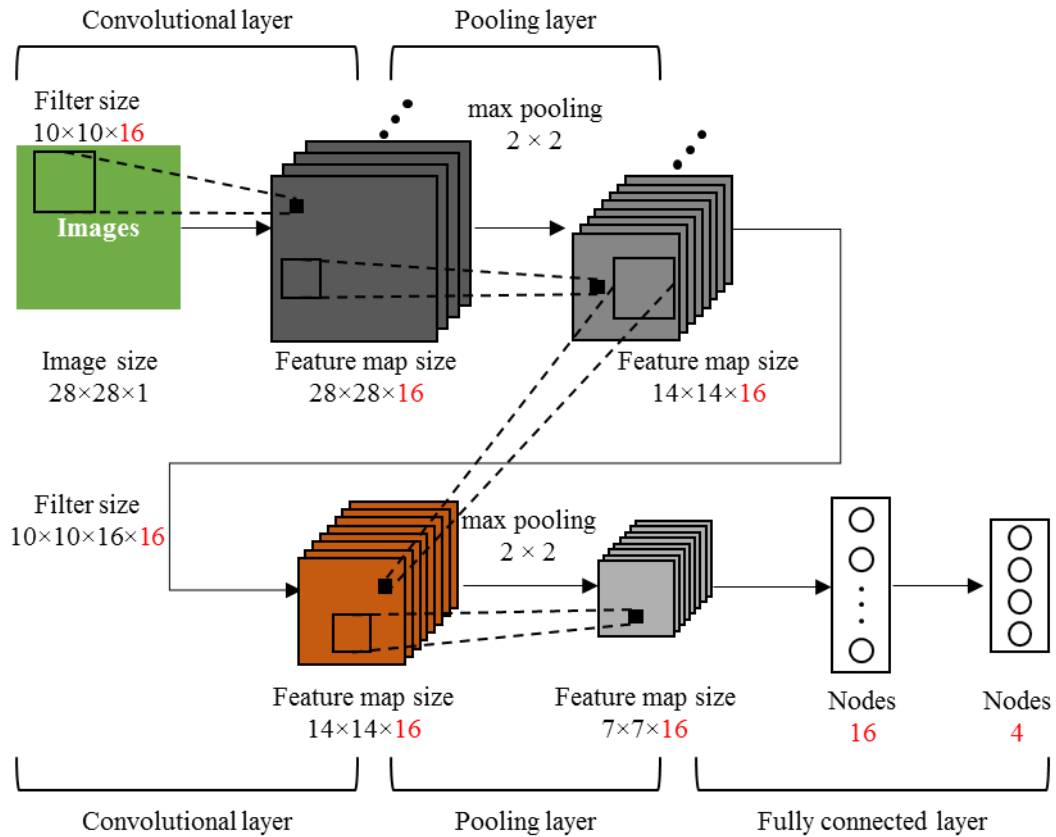 Convolutional layer
Pooling layer
Filter size
10×10×16
max pooling
2 × 2
Images
Image size
28×28×1
Feature map size
28×28×16
Feature map size
14×14×16
Filter size
10×10×16×16
max pooling
2 × 2
Feature map size
14×14×16
Feature map size
7×7×16
Nodes
16
Nodes
4
Convolutional layer
Pooling layer
Fully connected layer